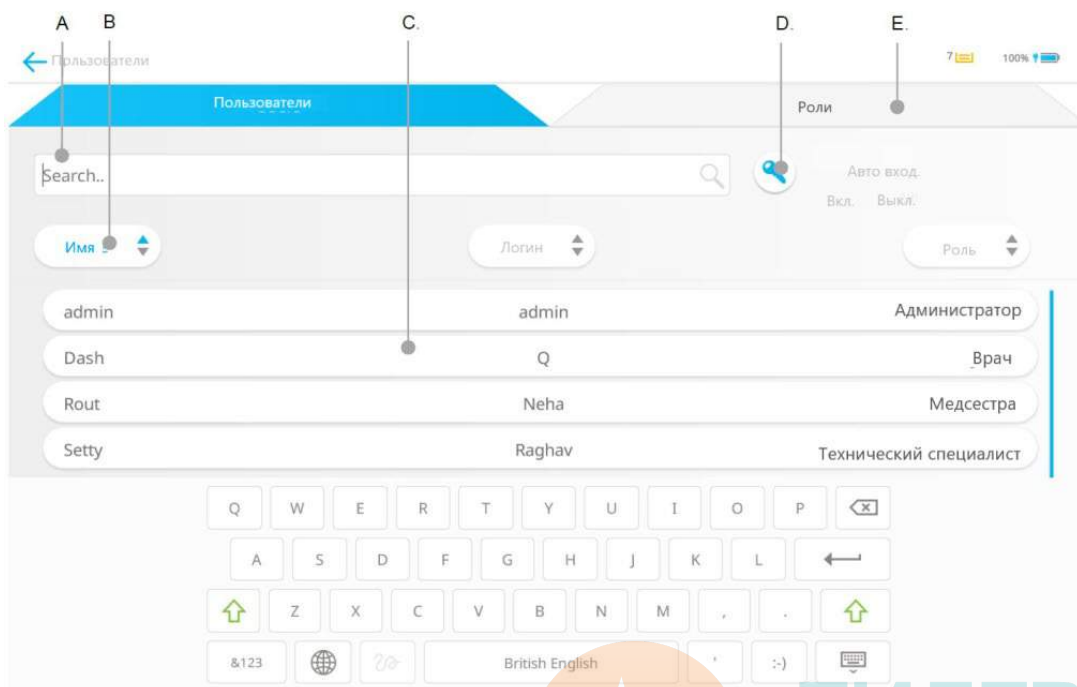 A B C. D. E.
Пользователи 7 100%
Пользователи Роли
Search.. Авто вход.
Вкл. Выкл.
Имя Логин Роль
admin admin Администратор
Dash Q Врач
Rout Neha Медсестра
Setty Raghav Технический специалист
Q W E R T Y U I O P
A S D F G H J K L
Z X C V B N M , .
&123 British English ' :-)